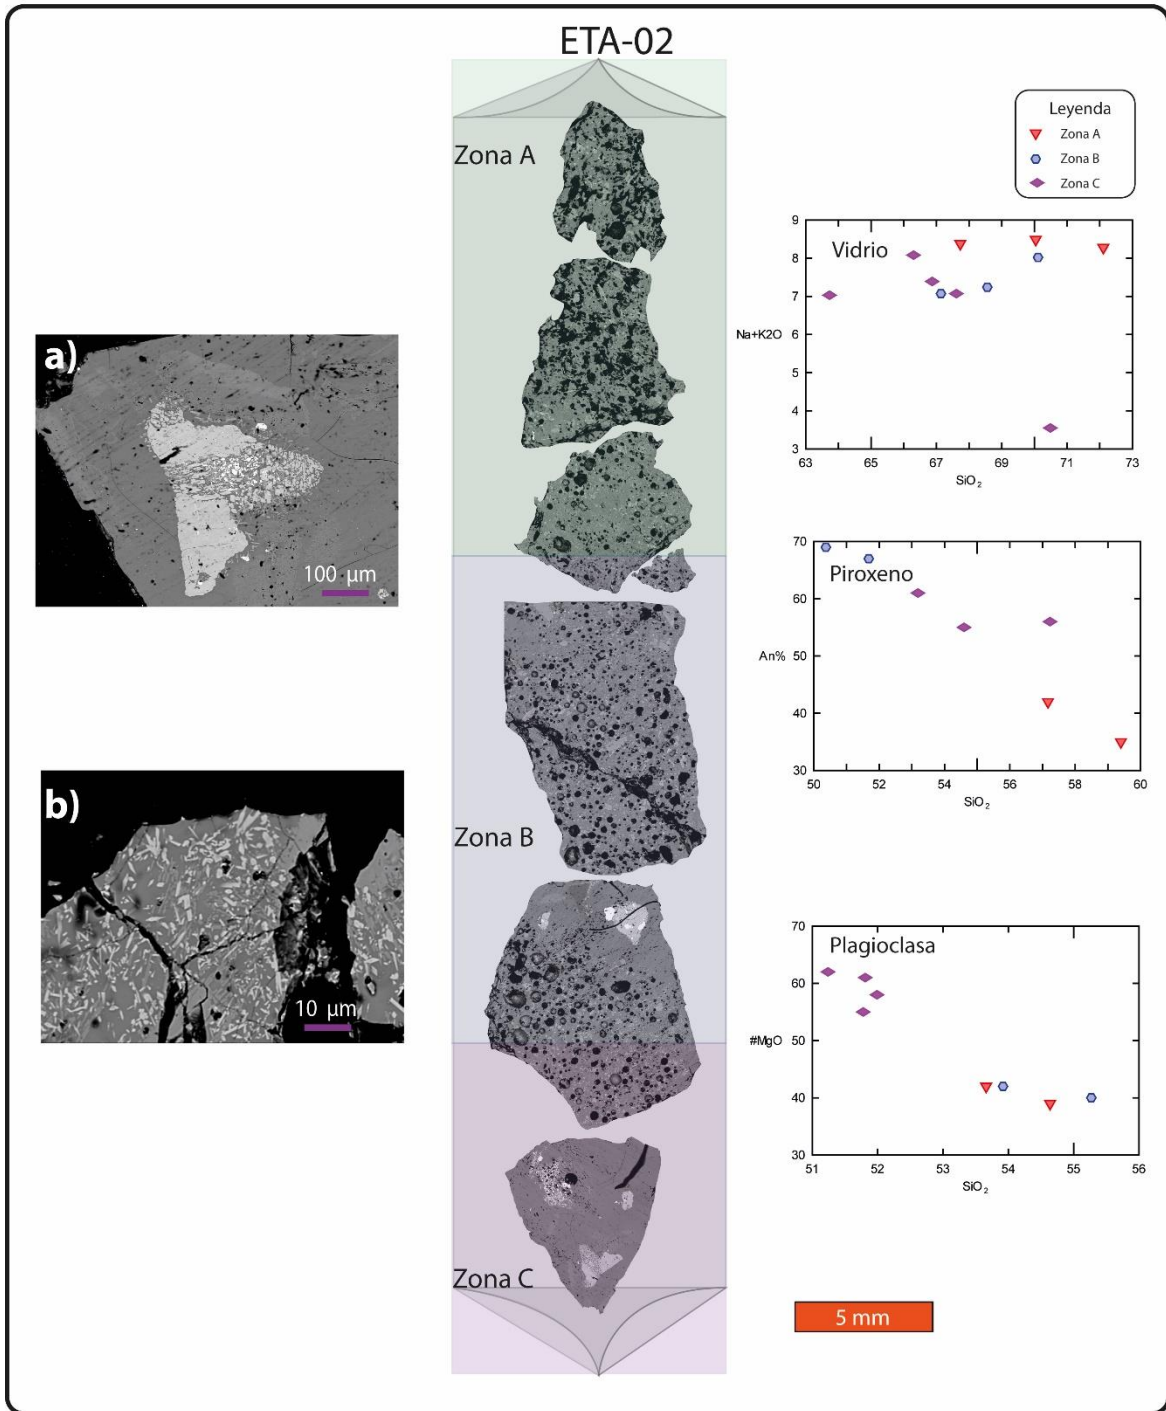 ETA-02
Zona A
Zona B
Zona C
a)
100 µm
b)
10 µm
Leyenda
Zona A
Zona B
Zona C
Vidrio
9
8
7
6
5
4
3
Na+K2O
63 65 67 69 71 73
SiO₂
Piroxeno
70
60
50
40
30
An%
50 52 54 56 58 60
SiO₂
Plagioclasa
70
60
50
40
30
#MgO
51 52 53 54 55 56
SiO₂
5 mm